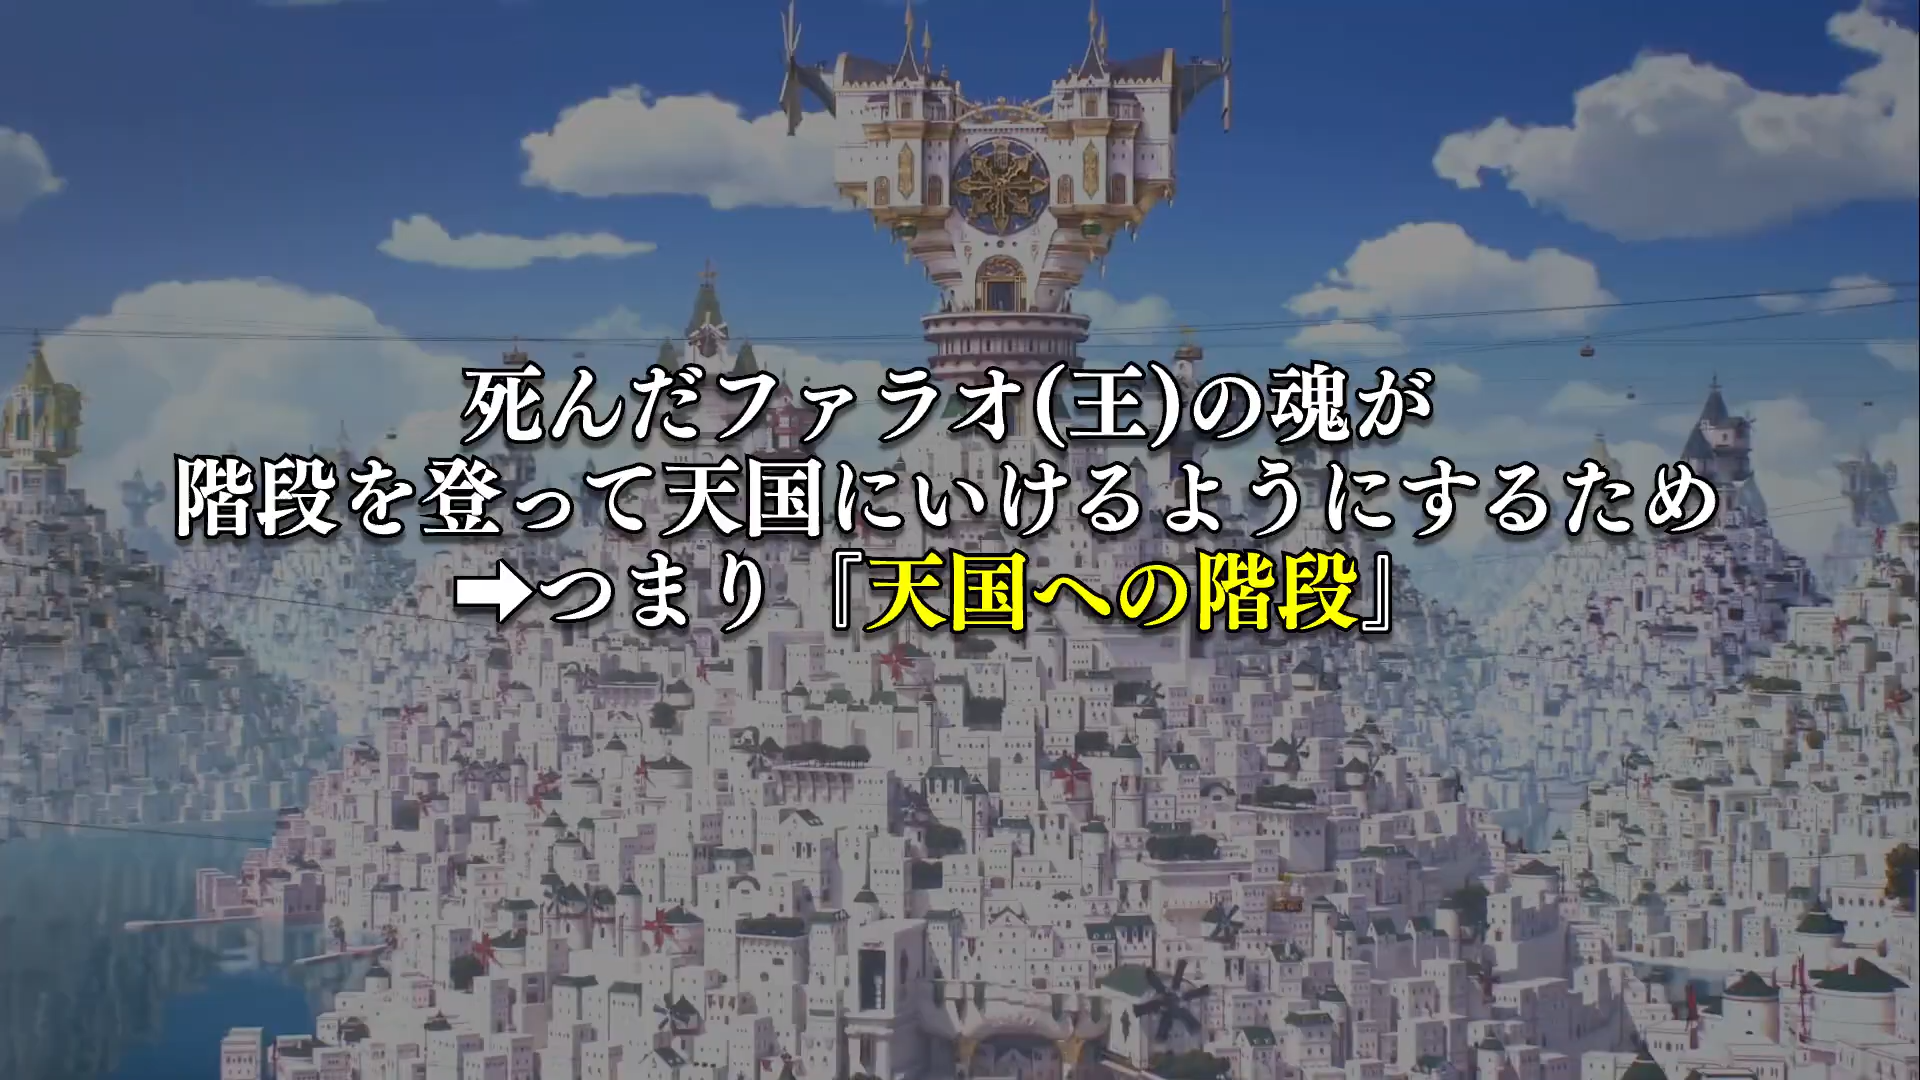 死んだファラオ(王)の魂が
階段を登って天国にいけるようにするため
➡つまり『天国への階段』